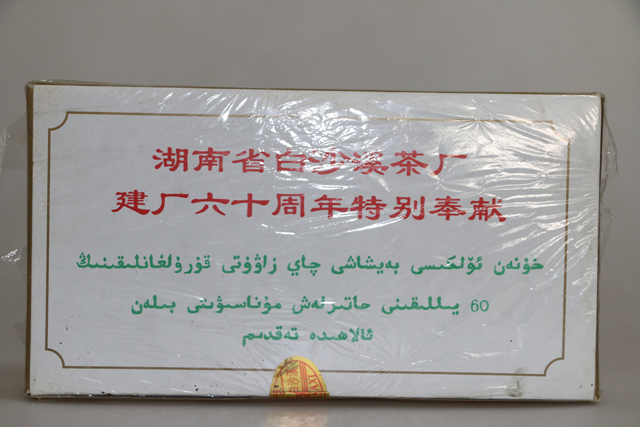 湖南省白沙溪茶厂
建厂六十周年特别奉献
خۇنەن ئۆلكىسى بەيشاشى چاي زاۋۇتى قۇرۇلغانلىقىنىڭ
60 يىللىقىنى خاتىرلەش مۇناسىۋىتى بىلەن
ئالاھىدە تەقدىم